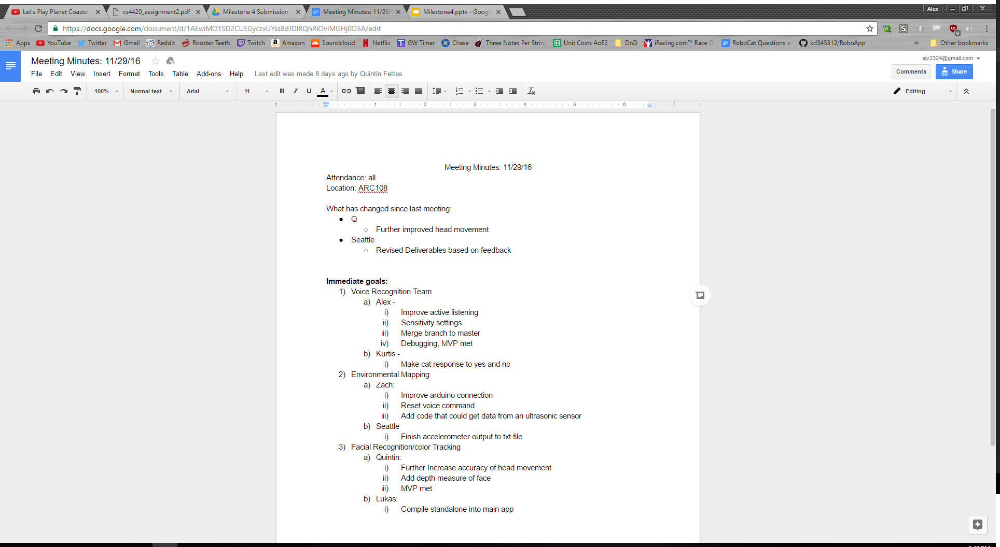 Let's Play Planet Coaster
cs4420_assignment2.pdf
Milestone 4 Submission
Meeting Minutes: 11/29/
Milestone4.pptx - Googl
Alex
https://docs.google.com/document/d/1AEwiMO1SD2CUEGyczxUYss8dJDIRQnRiOvIMGHj0O5A/edit
9
Apps YouTube Twitter Gmail Reddit Rooster Teeth Twitch Amazon Soundcloud Netflix GW Timer Chase Three Notes Per String Unit Costs AoE2 DnD iRacing.com™ Race G RoboCat Questions a kd345312/RoboApp » Other bookmarks
Meeting Minutes: 11/29/16
ajv2324@gmail.com
File Edit View Insert Format Tools Table Add-ons Help Last edit was made 8 days ago by Quintin Fettes
Comments Share
100% Normal text Arial 11 B I U A Editing
1 1 2 3 4 5 6 7
Meeting Minutes: 11/29/16
Attendance: all
Location: ARC108
What has changed since last meeting:
● Q
○ Further improved head movement
● Seattle
○ Revised Deliverables based on feedback
Immediate goals:
1) Voice Recognition Team
a) Alex -
i) Improve active listening
ii) Sensitivity settings
iii) Merge branch to master
iv) Debugging, MVP met
b) Kurtis -
i) Make cat response to yes and no
2) Environmental Mapping
a) Zach:
i) Improve arduino connection
ii) Reset voice command
iii) Add code that could get data from an ultrasonic sensor
b) Seattle
i) Finish accelerometer output to txt file
3) Facial Recognition/color Tracking
a) Quintin:
i) Further Increase accuracy of head movement
ii) Add depth measure of face
iii) MVP met
b) Lukas:
i) Compile standalone into main app